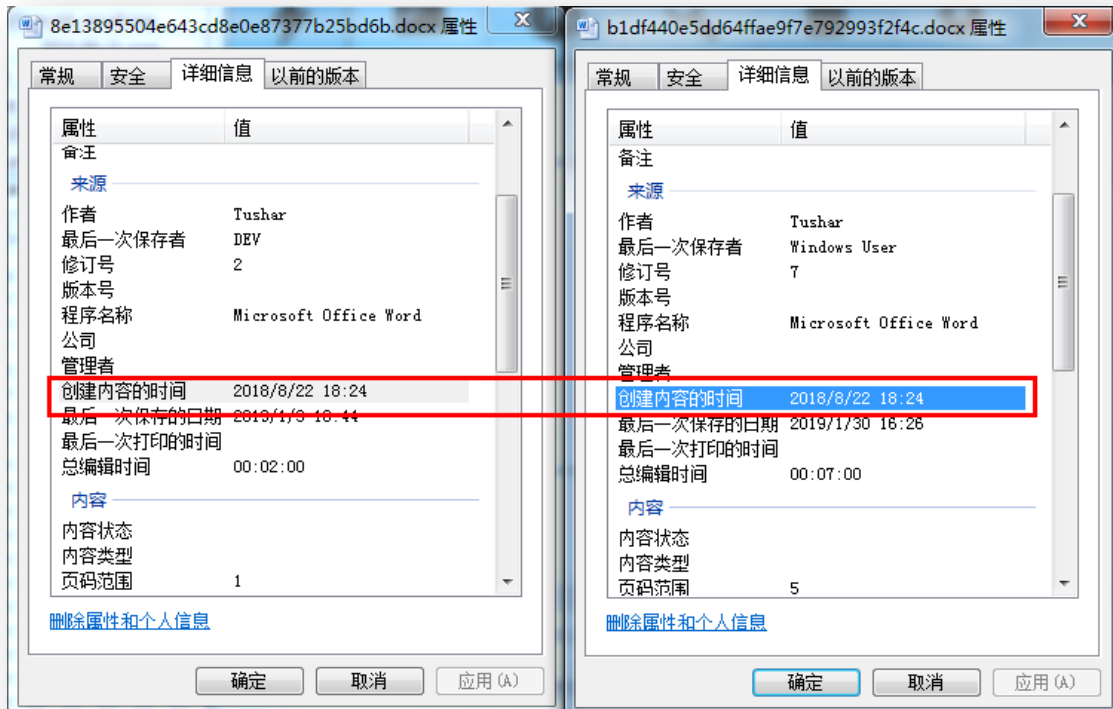 8e13895504e643cd8e0e87377b25bd6b.docx 属性
常规 安全 详细信息 以前的版本
属性 值
备注
来源
作者 Tushar
最后一次保存者 DEV
修订号 2
版本号
程序名称 Microsoft Office Word
公司
管理者
创建内容的时间 2018/8/22 18:24
最后一次保存的日期 2019/1/3 18:44
最后一次打印的时间
总编辑时间 00:02:00
内容
内容状态
内容类型
页码范围 1
删除属性和个人信息
确定 取消 应用(A)
b1df440e5dd64ffae9f7e792993f2f4c.docx 属性
常规 安全 详细信息 以前的版本
属性 值
备注
来源
作者 Tushar
最后一次保存者 Windows User
修订号 7
版本号
程序名称 Microsoft Office Word
公司
管理者
创建内容的时间 2018/8/22 18:24
最后一次保存的日期 2019/1/30 16:26
最后一次打印的时间
总编辑时间 00:07:00
内容
内容状态
内容类型
页码范围 5
删除属性和个人信息
确定 取消 应用(A)